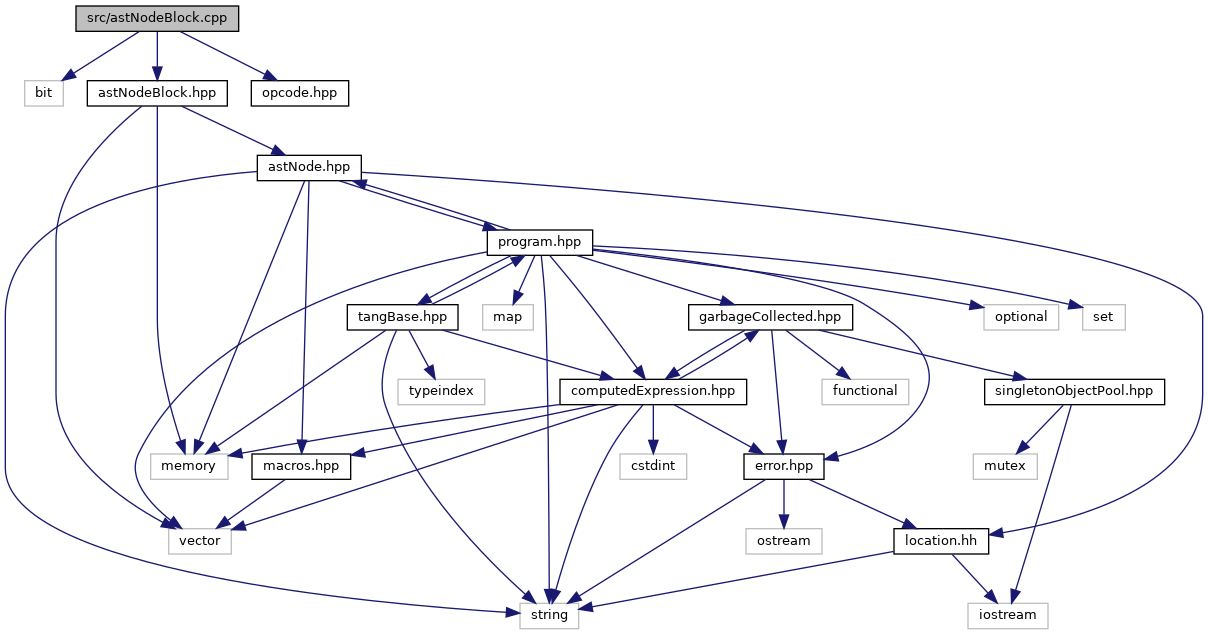 src/astNodeBlock.cpp
bit
astNodeBlock.hpp
opcode.hpp
astNode.hpp
program.hpp
tangBase.hpp
map
garbageCollected.hpp
optional
set
typeindex
computedExpression.hpp
functional
singletonObjectPool.hpp
memory
macros.hpp
cstdint
error.hpp
mutex
vector
ostream
location.hh
string
iostream